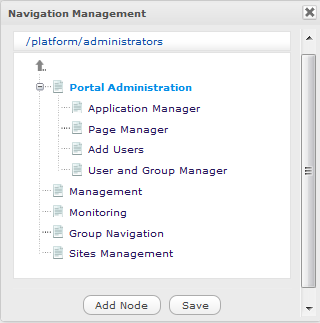 Navigation Management
/platform/administrators
Portal Administration
Application Manager
Page Manager
Add Users
User and Group Manager
Management
Monitoring
Group Navigation
Sites Management
Add Node Save